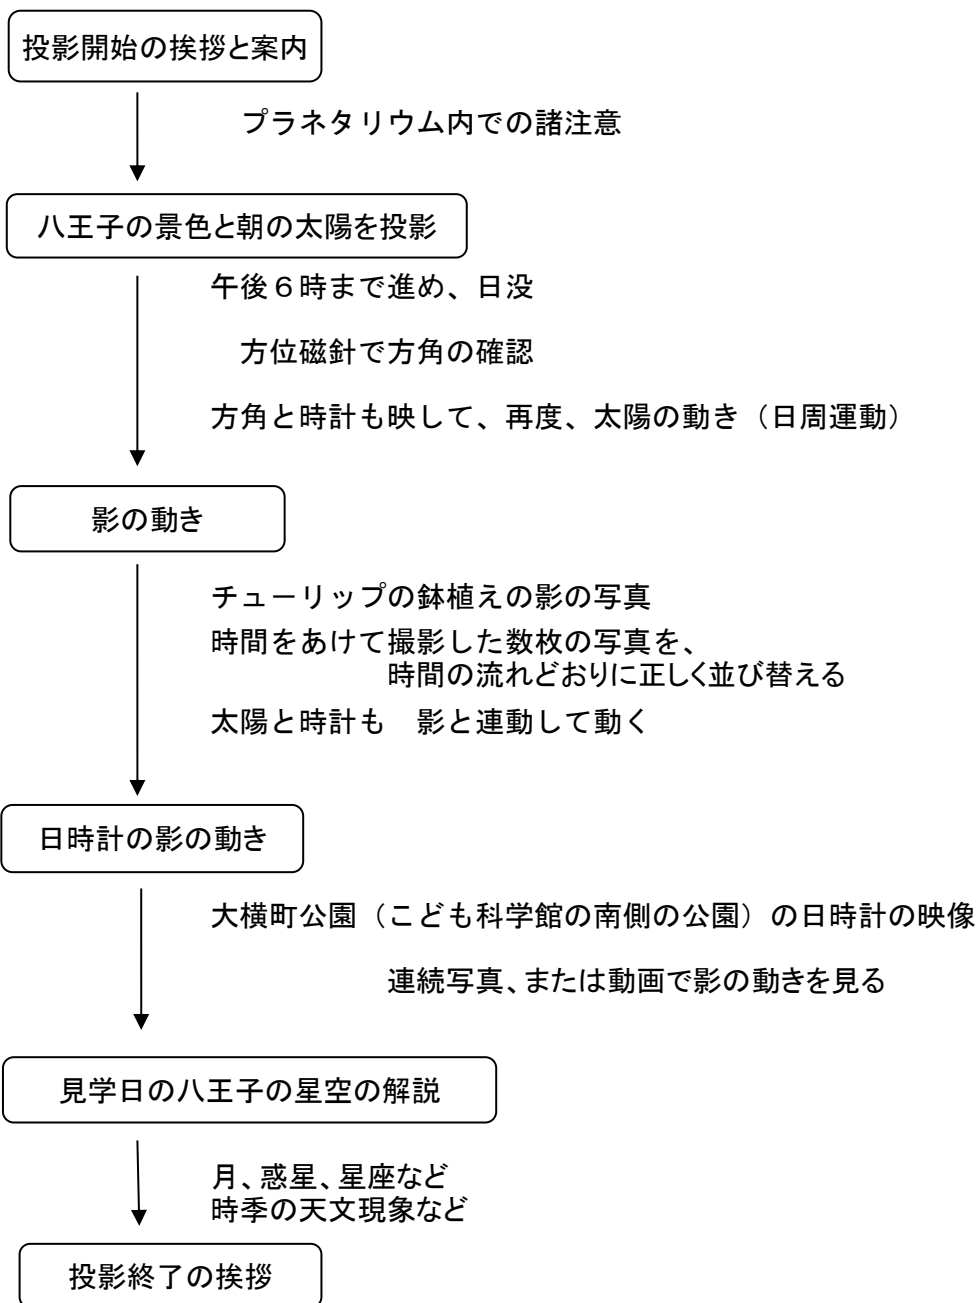 投影開始の挨拶と案内
プラネタリウム内での諸注意
八王子の景色と朝の太陽を投影
午後６時まで進め、日没
方位磁針で方角の確認
方角と時計も映して、再度、太陽の動き（日周運動）
影の動き
チューリップの鉢植えの影の写真
時間をあけて撮影した数枚の写真を、
時間の流れどおりに正しく並び替える
太陽と時計も　影と連動して動く
日時計の影の動き
大横町公園（こども科学館の南側の公園）の日時計の映像
連続写真、または動画で影の動きを見る
見学日の八王子の星空の解説
月、惑星、星座など
時季の天文現象など
投影終了の挨拶